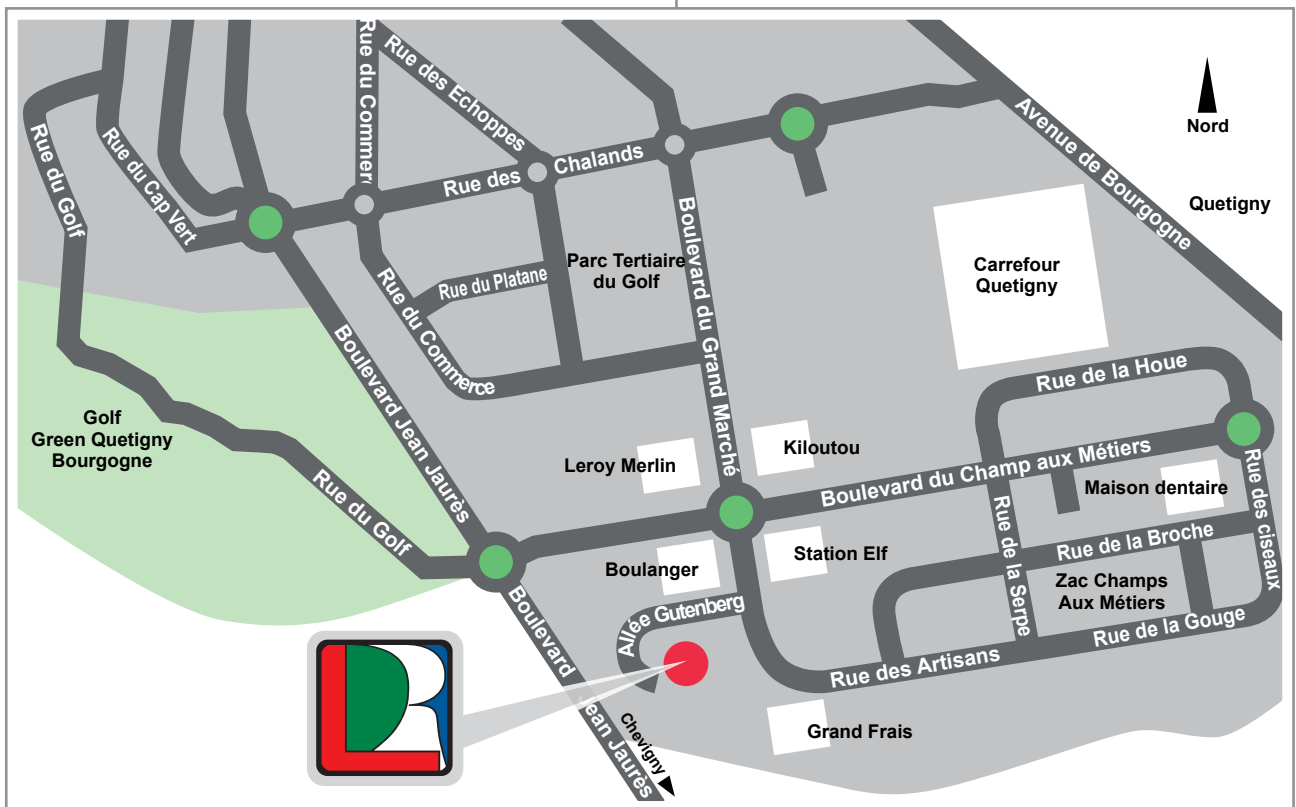 Rue du Commerce
Rue des Echoppes
Nord
Avenue de Bourgogne
Quetigny
Rue du Golf
Rue du Cap Vert
Rue des Chalands
Boulevard du Grand Marché
Parc Tertiaire
du Golf
Rue du Platane
Rue du Commerce
Carrefour
Quetigny
Boulevard Jean Jaurès
Rue de la Houe
Golf
Green Quetigny
Bourgogne
Rue du Golf
Leroy Merlin
Kiloutou
Boulevard du Champ aux Métiers
Maison dentaire
Rue des ciseaux
Rue de la Serpe
Rue de la Broche
Boulanger
Station Elf
Zac Champs
Aux Métiers
Allée Gutenberg
Rue de la Gouge
Rue des Artisans
Boulevard Jean Jaurès
Chevigny
Grand Frais
LR